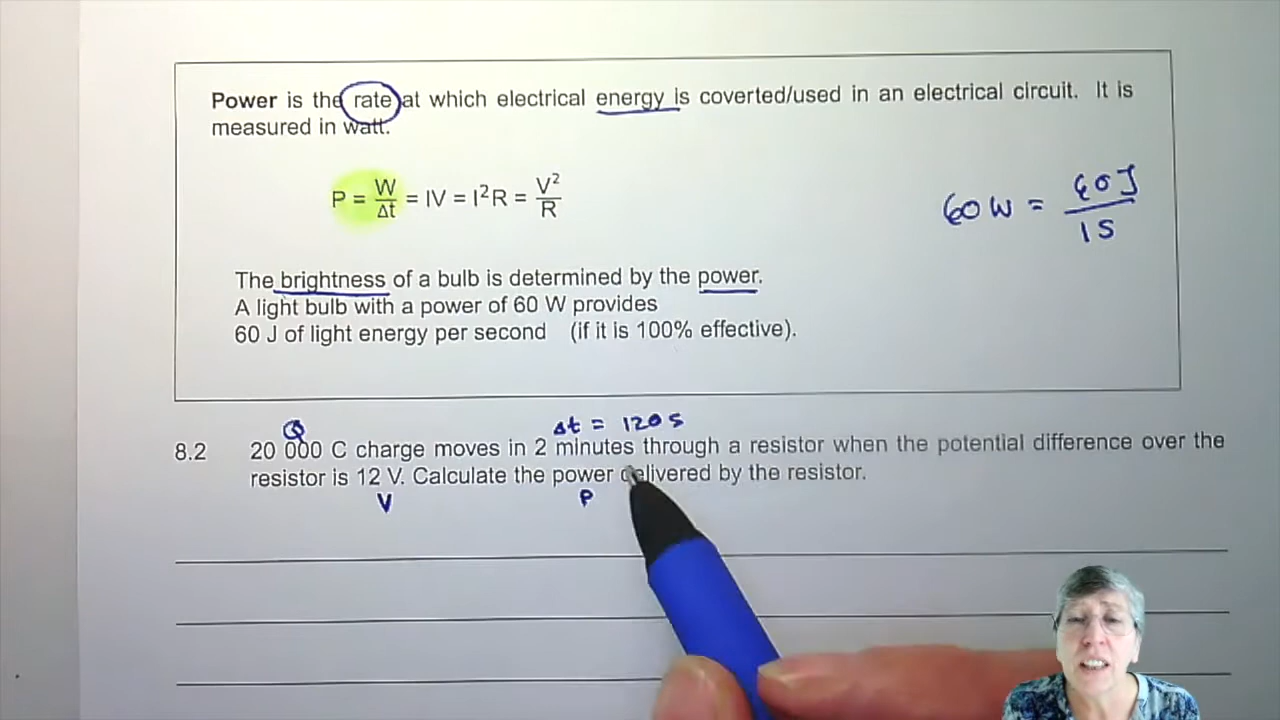 Power is the rate at which electrical energy is coverted/used in an electrical circuit. It is
measured in watt.
P = W/Δt = IV = I²R = V²/R
60 W = 60 J / 1 s
The brightness of a bulb is determined by the power.
A light bulb with a power of 60 W provides
60 J of light energy per second (if it is 100% effective).
Q
Δt = 120 s
8.2 20 000 C charge moves in 2 minutes through a resistor when the potential difference over the
resistor is 12 V. Calculate the power delivered by the resistor.
V
P